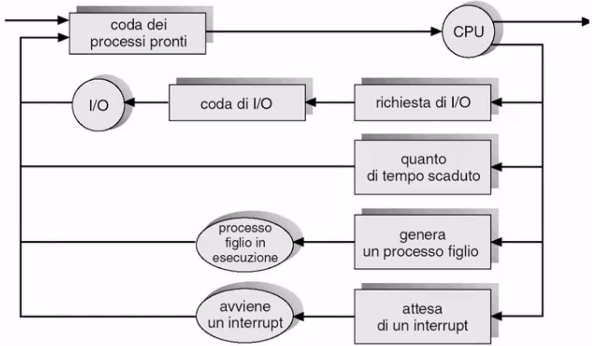 coda dei
processi pronti
CPU
I/O
coda di I/O
richiesta di I/O
quanto
di tempo scaduto
processo
figlio in
esecuzione
genera
un processo figlio
avviene
un interrupt
attesa
di un interrupt